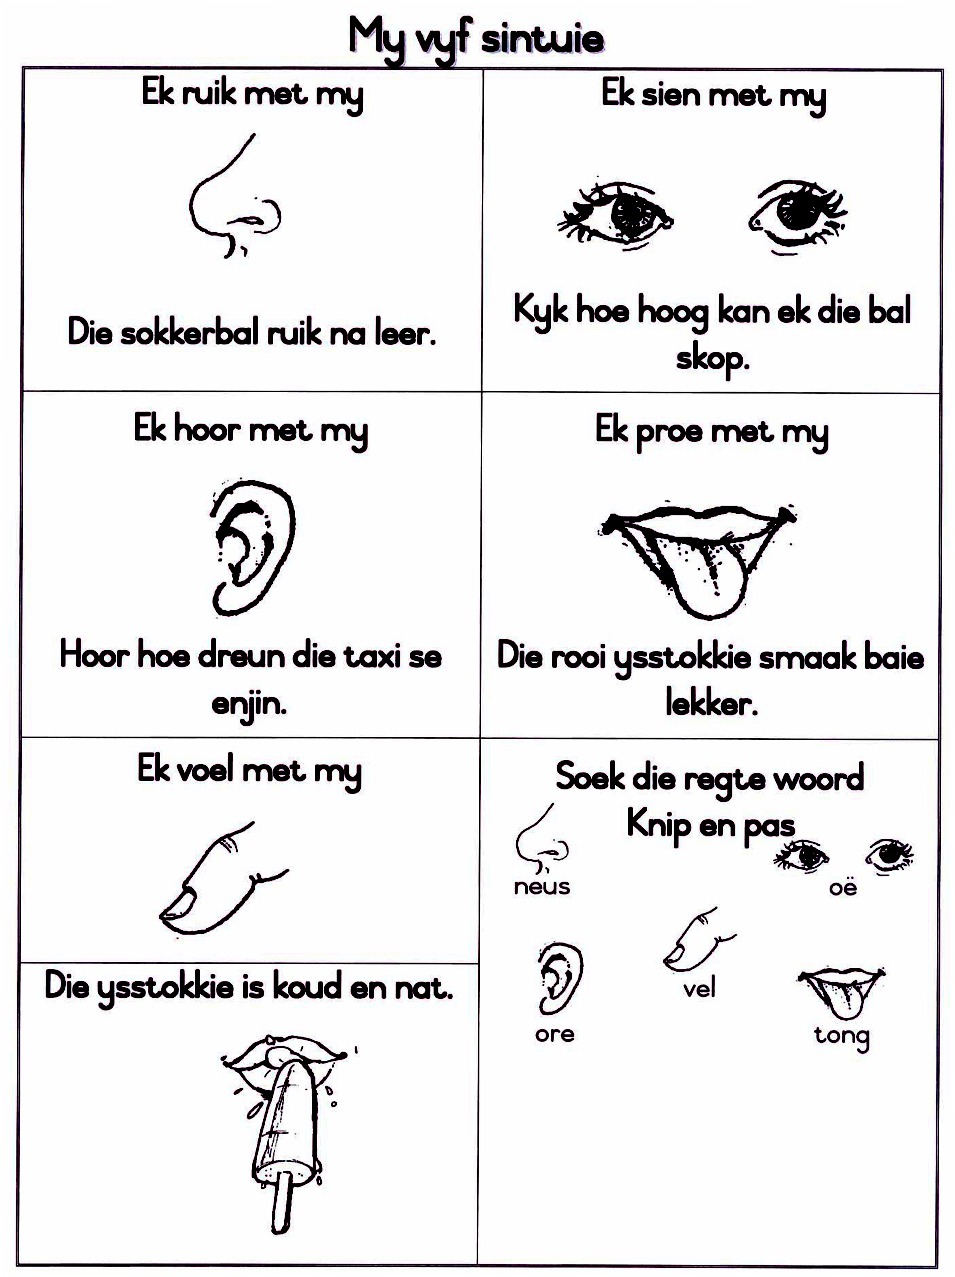 My vyf sintuie
Ek ruik met my
Die sokkerbal ruik na leer.
Ek sien met my
Kyk hoe hoog kan ek die bal
skop.
Ek hoor met my
Hoor hoe dreun die taxi se
enjin.
Ek proe met my
Die rooi ysstokkie smaak baie
lekker.
Ek voel met my
Die ysstokkie is koud en nat.
Soek die regte woord
Knip en pas
neus
oë
vel
ore
tong